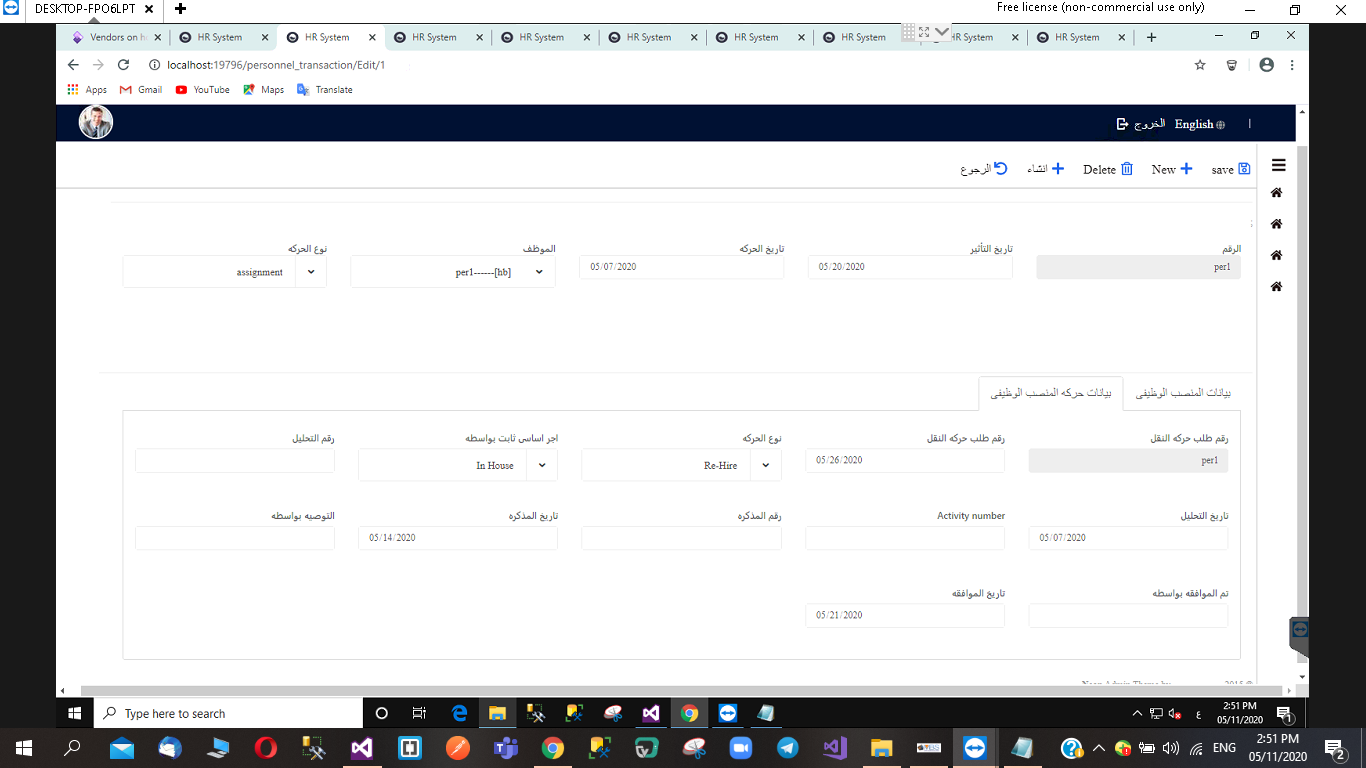 DESKTOP-FPO6LPT
Free license (non-commercial use only)
Vendors on h
HR System
HR System
HR System
HR System
HR System
HR System
HR System
HR System
HR System
localhost:19796/personnel_transaction/Edit/1
Apps Gmail YouTube Maps Translate
English الخروج
save New Delete انشاء الرجوع
الرقم تاريخ التأثير تاريخ الحركه الموظف نوع الحركه
per1 05/20/2020 05/07/2020 per1------[hb] assignment
بيانات المنصب الوظيفى بيانات حركه المنصب الوظيفى
رقم طلب حركه النقل رقم طلب حركه النقل نوع الحركه اجر اساسى ثابت بواسطه رقم التحليل
per1 05/26/2020 Re-Hire In House
تاريخ التحليل Activity number رقم المذكره تاريخ المذكره التوصيه بواسطه
05/07/2020 05/14/2020
تم الموافقه بواسطه تاريخ الموافقه
05/21/2020
Type here to search
ع
2:51 PM
05/11/2020
1
ENG
2:51 PM
05/11/2020
2